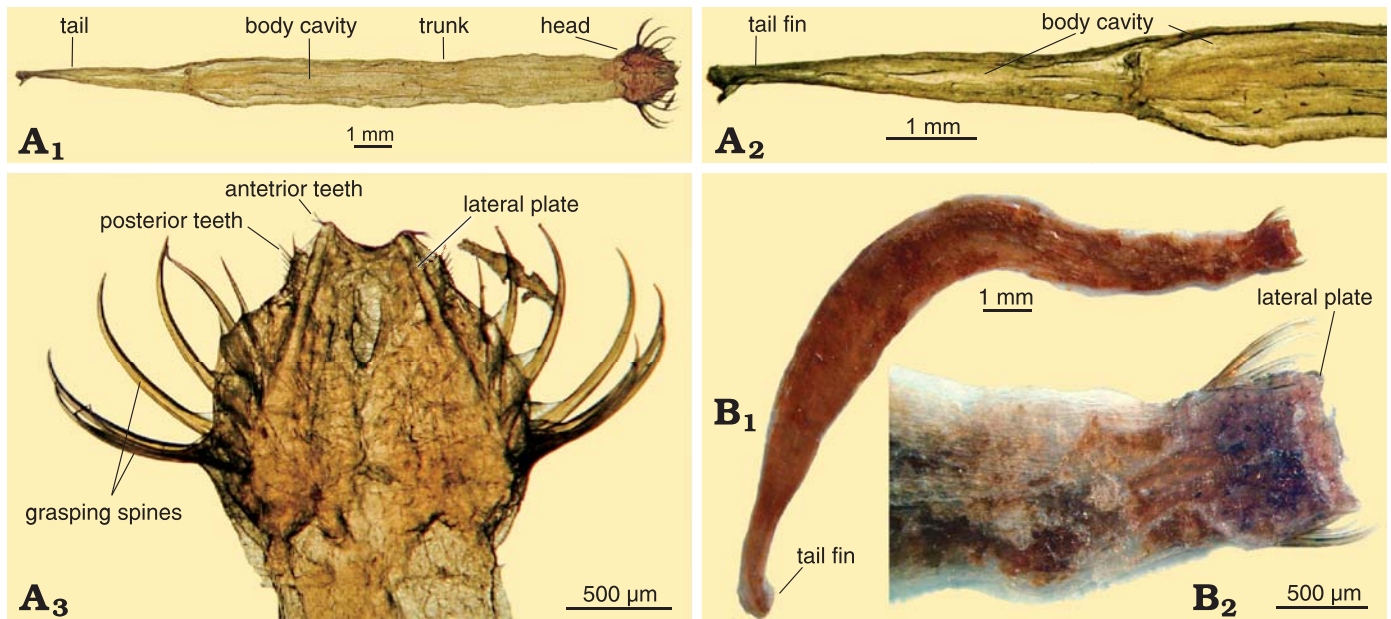 tail
body cavity
trunk
head
1 mm
A1
tail fin
body cavity
1 mm
A2
antetrior teeth
posterior teeth
lateral plate
grasping spines
500 µm
A3
1 mm
B1
tail fin
lateral plate
B2
500 µm